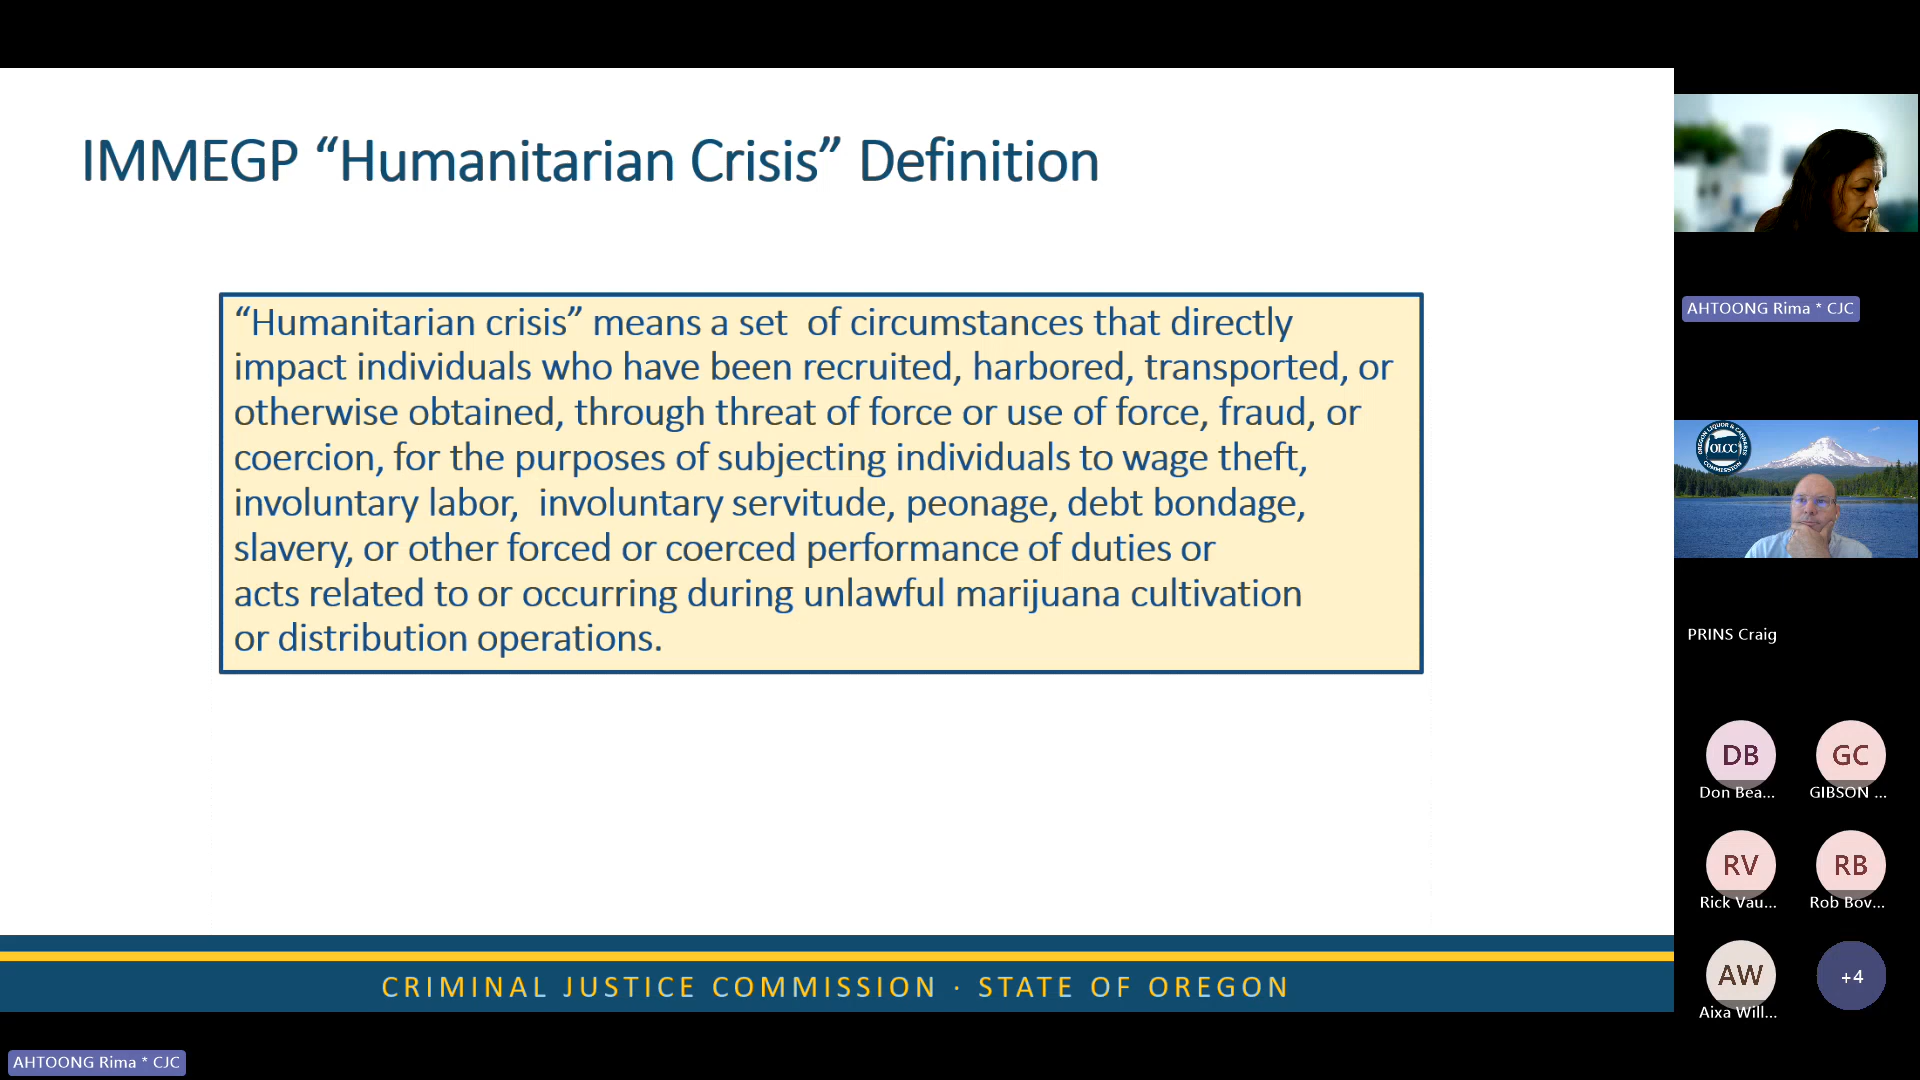 IMMEGP “Humanitarian Crisis” Definition
“Humanitarian crisis” means a set  of circumstances that directly
impact individuals who have been recruited, harbored, transported, or
otherwise obtained, through threat of force or use of force, fraud, or
coercion, for the purposes of subjecting individuals to wage theft,
involuntary labor,  involuntary servitude, peonage, debt bondage,
slavery, or other forced or coerced performance of duties or
acts related to or occurring during unlawful marijuana cultivation
or distribution operations.
CRIMINAL JUSTICE COMMISSION · STATE OF OREGON
AHTOONG Rima * CJC
AHTOONG Rima * CJC
OREGON LIQUOR & CANNABIS
OLCC
COMMISSION
PRINS Craig
DB
Don Bea...
GC
GIBSON ...
RV
Rick Vau...
RB
Rob Bov...
AW
Aixa Will...
+4